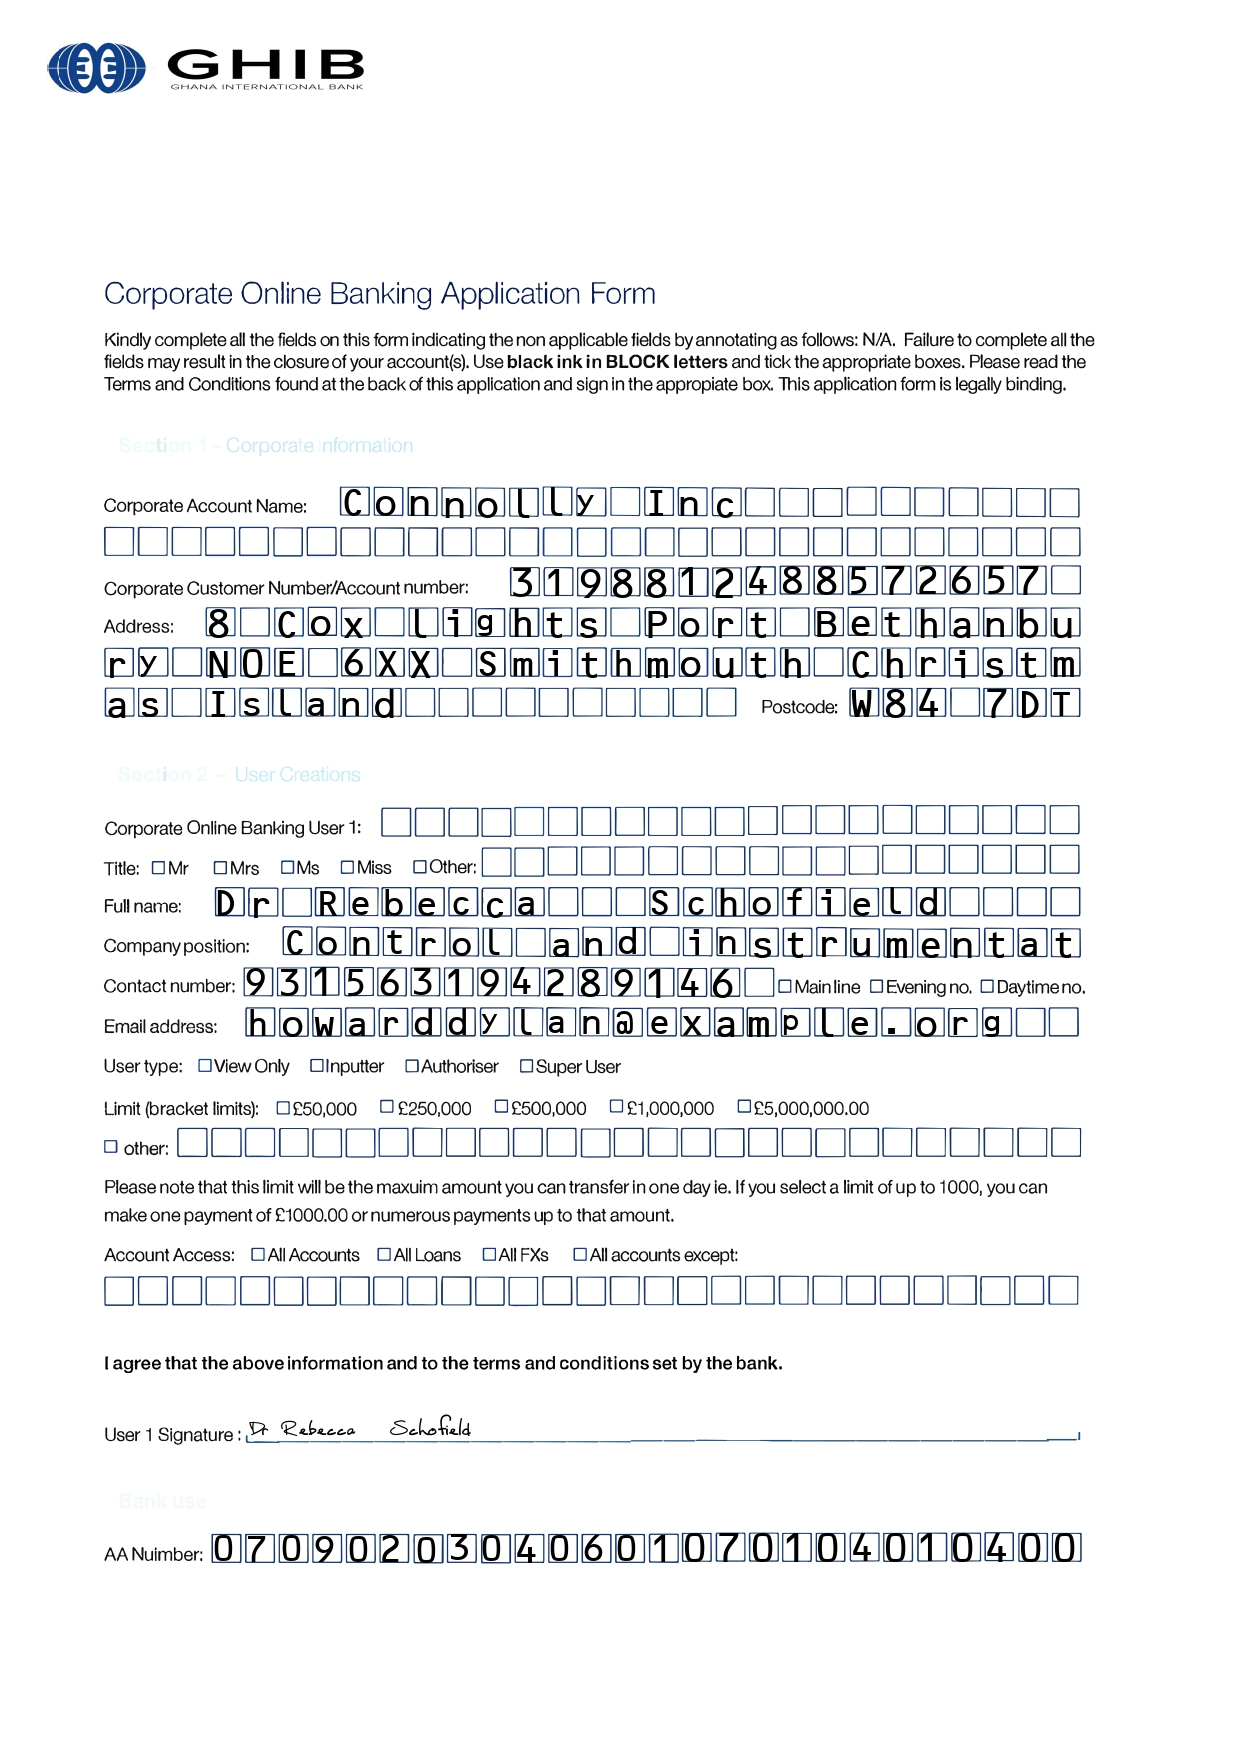 GHIB
GHANA INTERNATIONAL BANK
Corporate Online Banking Application Form
Kindly complete all the fields on this form indicating the non applicable fields by annotating as follows: N/A. Failure to complete all the
fields may result in the closure of your account(s). Use black ink in BLOCK letters and tick the appropriate boxes. Please read the
Terms and Conditions found at the back of this application and sign in the appropiate box. This application form is legally binding.
Section 1 – Corporate Information
Corporate Account Name: Connolly Inc
Corporate Customer Number/Account number: 3198812488572657
Address: 8 Cox lights Port Bethanbu
ry N0E 6XX Smithmouth Christm
as Island Postcode: W84 7DT
Section 2 – User Creations
Corporate Online Banking User 1:
Title: Mr Mrs Ms Miss Other:
Full name: Dr Rebecca Schofield
Company position: Control and instrumentat
Contact number: 931563194289146 Main line Evening no. Daytime no.
Email address: howarddylan@example.org
User type: View Only Inputter Authoriser Super User
Limit (bracket limits): £50,000 £250,000 £500,000 £1,000,000 £5,000,000.00
other:
Please note that this limit will be the maxuim amount you can transfer in one day ie. If you select a limit of up to 1000, you can
make one payment of £1000.00 or numerous payments up to that amount.
Account Access: All Accounts All Loans All FXs All accounts except:
I agree that the above information and to the terms and conditions set by the bank.
User 1 Signature : Dr Rebecca Schofield
Bank use
AA Nuimber: 07090203040601070104010400